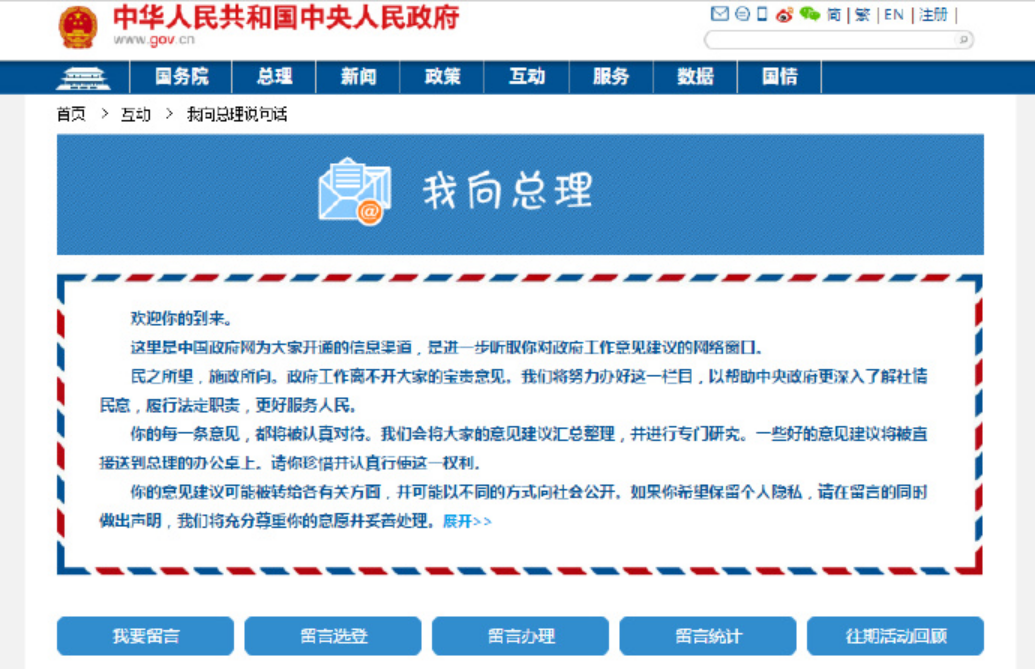 中华人民共和国中央人民政府
www.gov.cn
简 | 繁 | EN | 注册 |
国务院 总理 新闻 政策 互动 服务 数据 国情
首页 > 互动 > 我向总理说句话
@
我向总理
欢迎你的到来。
这里是中国政府网为大家开通的信息渠道，是进一步听取你对政府工作意见建议的网络窗口。
民之所望，施政所向。政府工作离不开大家的宝贵意见。我们将努力办好这一栏目，以帮助中央政府更深入了解社情
民意，履行法定职责，更好服务人民。
你的每一条意见，都将被认真对待。我们会将大家的意见建议汇总整理，并进行专门研究。一些好的意见建议将被直
接送到总理的办公桌上。请你珍惜并认真行使这一权利。
你的意见建议可能被转给各有关方面，并可能以不同的方式向社会公开。如果你希望保留个人隐私，请在留言的同时
做出声明，我们将充分尊重你的意愿并妥善处理。展开>>
我要留言 留言选登 留言办理 留言统计 往期活动回顾